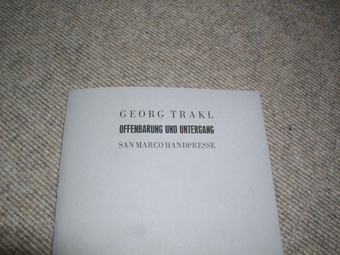 GEORG TRAKL
OFFENBARUNG UND UNTERGANG
SAN MARCO HANDPRESSE